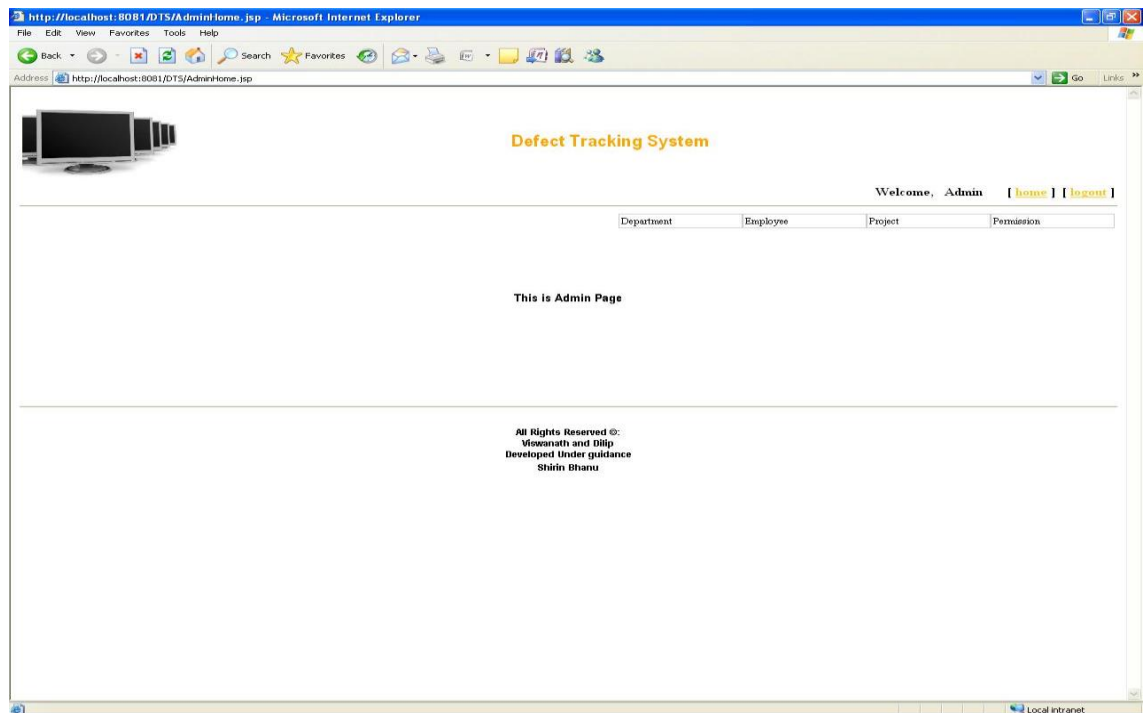 http://localhost:8081/DTS/AdminHome.jsp - Microsoft Internet Explorer
File Edit View Favorites Tools Help
Back Search Favorites
Address http://localhost:8081/DTS/AdminHome.jsp Go Links »
Defect Tracking System
Welcome, Admin [ home ] [ logout ]
Department Employee Project Permission
This is Admin Page
All Rights Reserved ©:
Viswanath and Dilip
Developed Under guidance
Shirin Bhanu
Local intranet